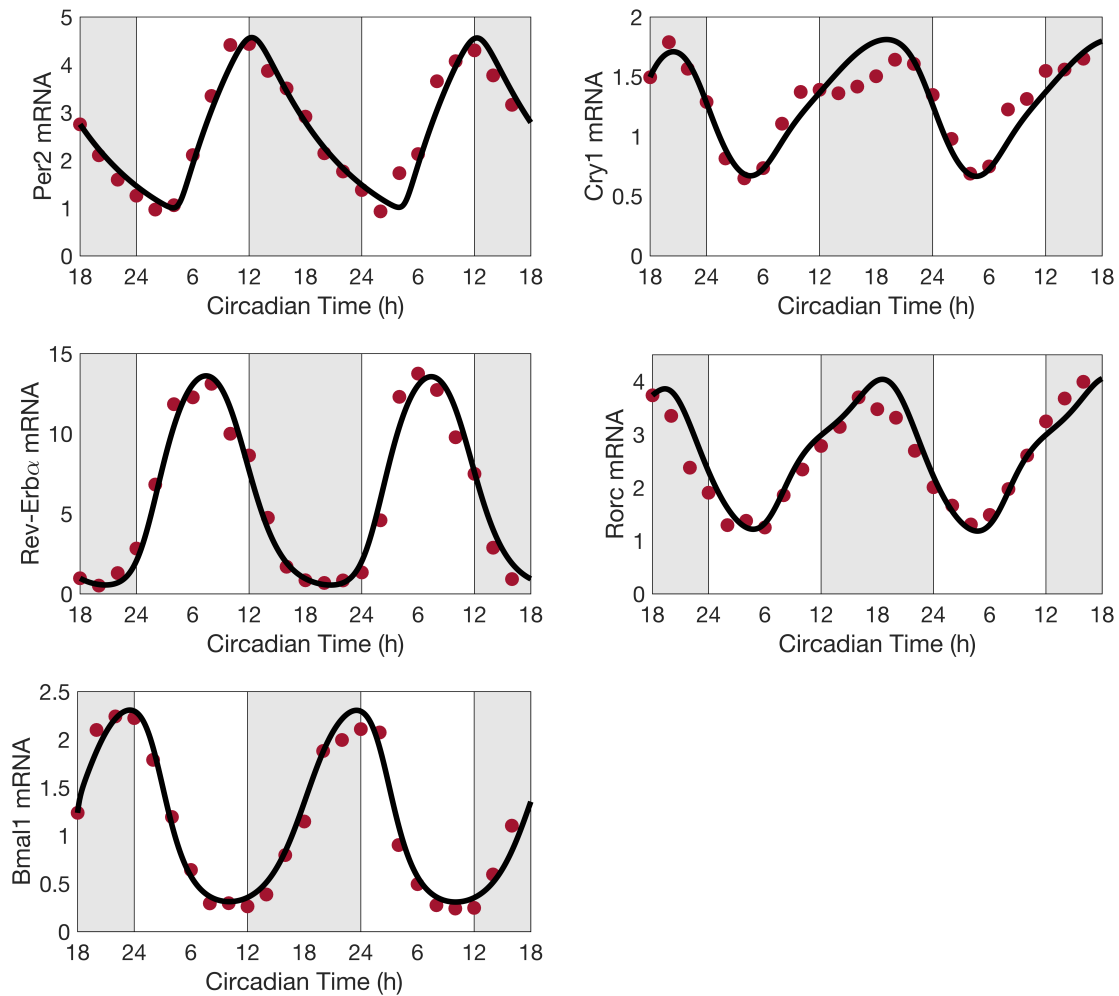 Per2 mRNA
5
4
3
2
1
0
18 24 6 12 18 24 6 12 18
Circadian Time (h)
Cry1 mRNA
2
1.5
1
0.5
0
18 24 6 12 18 24 6 12 18
Circadian Time (h)
Rev-Erbα mRNA
15
10
5
0
18 24 6 12 18 24 6 12 18
Circadian Time (h)
Rorc mRNA
4
3
2
1
0
18 24 6 12 18 24 6 12 18
Circadian Time (h)
Bmal1 mRNA
2.5
2
1.5
1
0.5
0
18 24 6 12 18 24 6 12 18
Circadian Time (h)